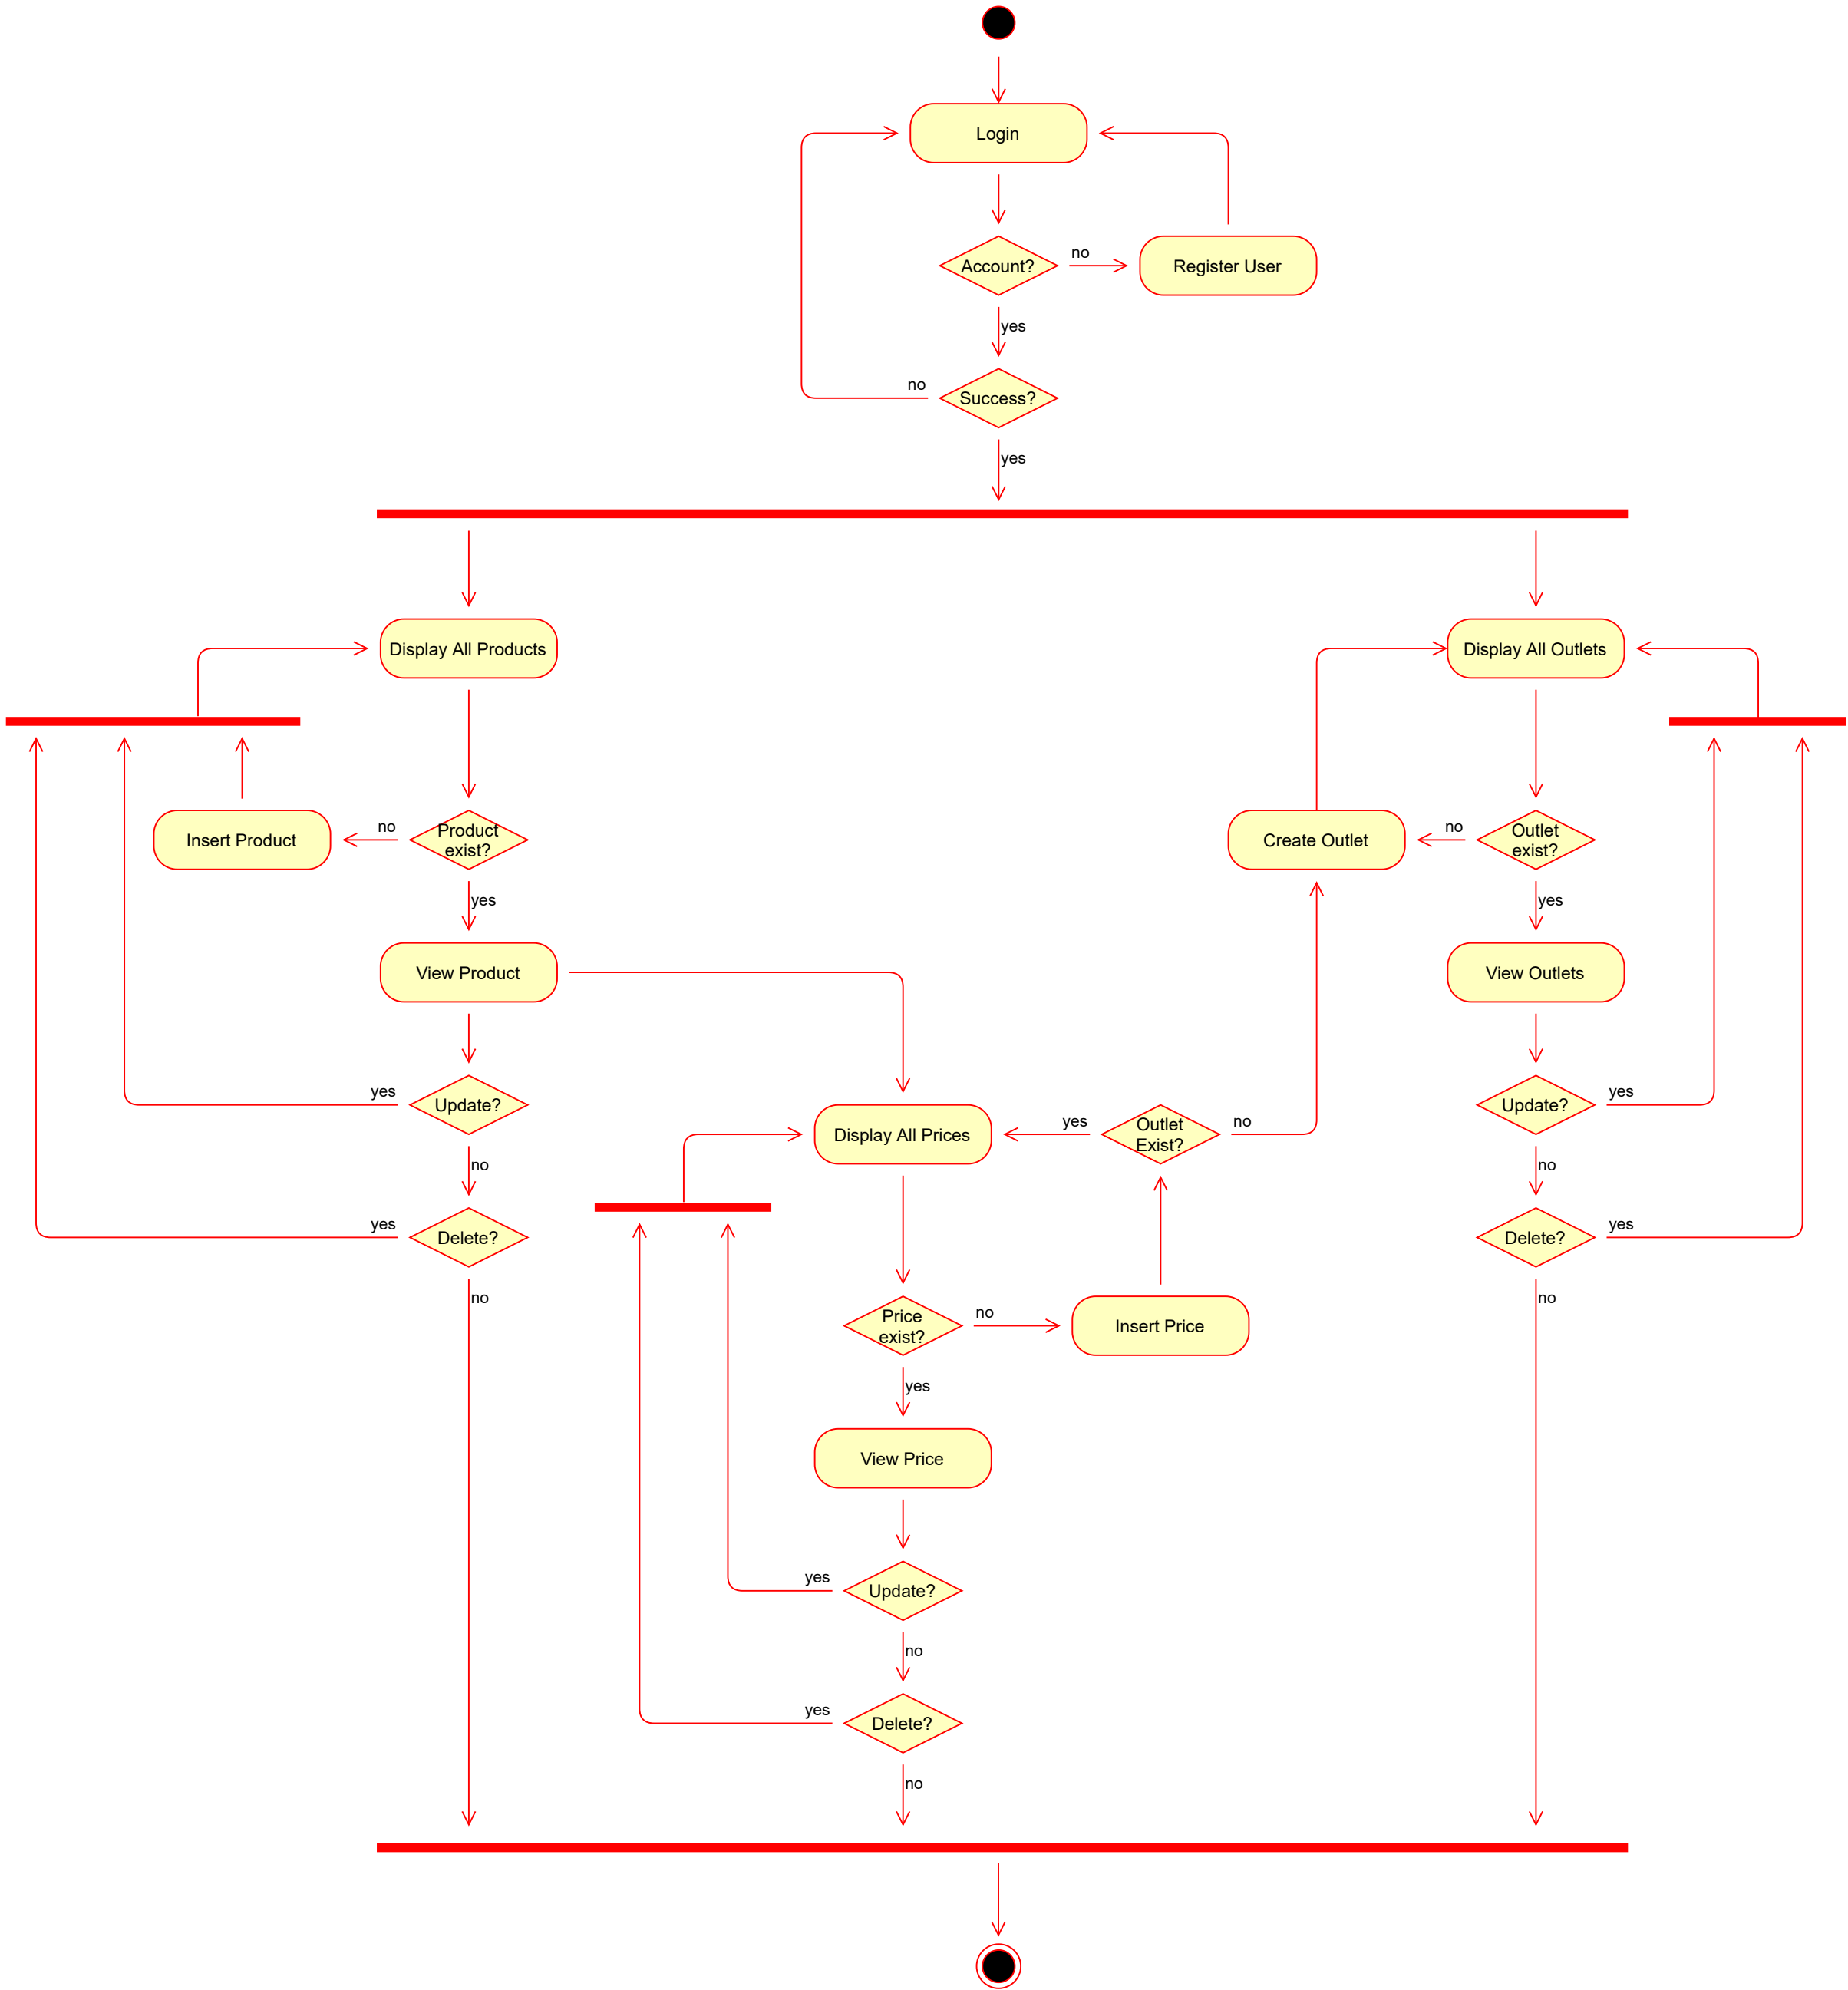 Login
Account?
no
Register User
yes
no
Success?
yes
Display All Products
Display All Outlets
Insert Product
no
Product
exist?
yes
Create Outlet
no
Outlet
exist?
yes
View Product
View Outlets
yes
Update?
no
Display All Prices
yes
Outlet
Exist?
no
Update?
yes
no
yes
Delete?
no
Delete?
yes
no
Price
exist?
no
Insert Price
yes
View Price
yes
Update?
no
yes
Delete?
no